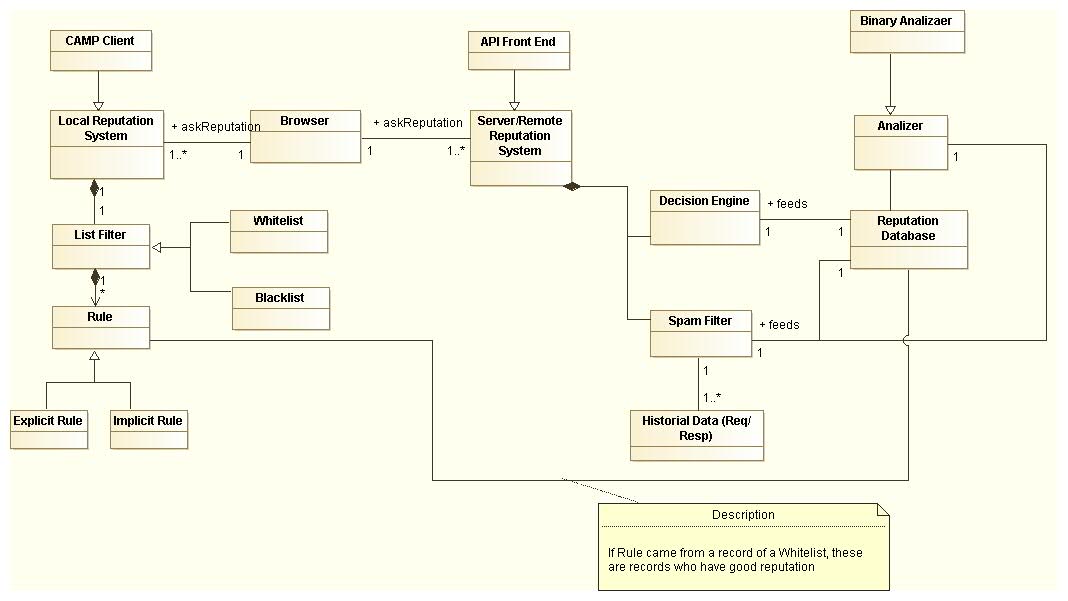 CAMP Client
API Front End
Binary Analizaer
Local Reputation
System
+ askReputation
1..*
1
Browser
+ askReputation
1
1..*
Server/Remote
Reputation
System
Analizer
1
1
1
List Filter
Whitelist
Decision Engine
+ feeds
1
1
Reputation
Database
1
1
*
Blacklist
Rule
Spam Filter
+ feeds
1
1
1..*
Explicit Rule
Implicit Rule
Historial Data (Req/
Resp)
Description
If Rule came from a record of a Whitelist, these
are records who have good reputation